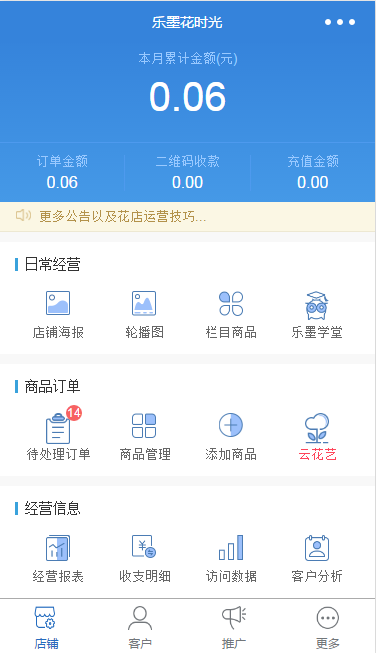 乐墨花时光
本月累计金额(元)
0.06
订单金额 二维码收款 充值金额
0.06 0.00 0.00
更多公告以及花店运营技巧...
日常经营
店铺海报 轮播图 栏目商品 乐墨学堂
商品订单
14
待处理订单 商品管理 添加商品 云花艺
经营信息
经营报表 收支明细 访问数据 客户分析
店铺 客户 推广 更多